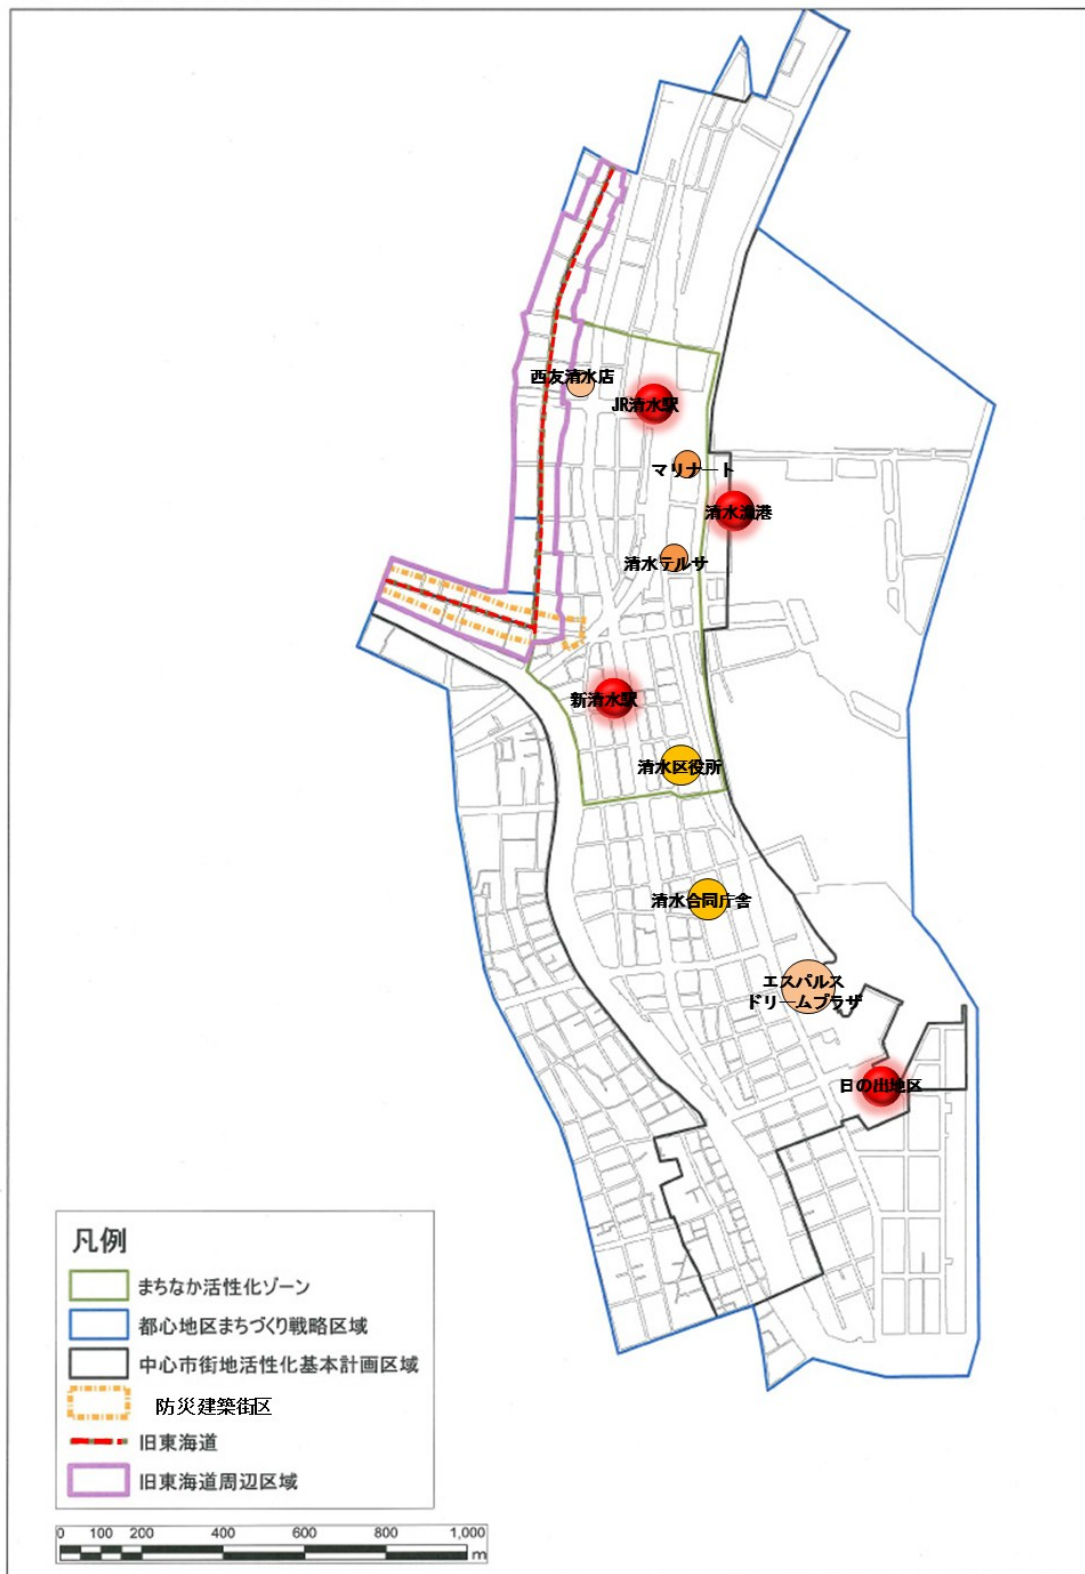 西友清水店
JR清水駅
マリナート
清水漁港
清水テルサ
新清水駅
清水区役所
清水合同庁舎
エスパルス
ドリームプラザ
日の出地区
凡例
まちなか活性化ゾーン
都心地区まちづくり戦略区域
中心市街地活性化基本計画区域
防災建築街区
旧東海道
旧東海道周辺区域
0 100 200 400 600 800 1,000
m